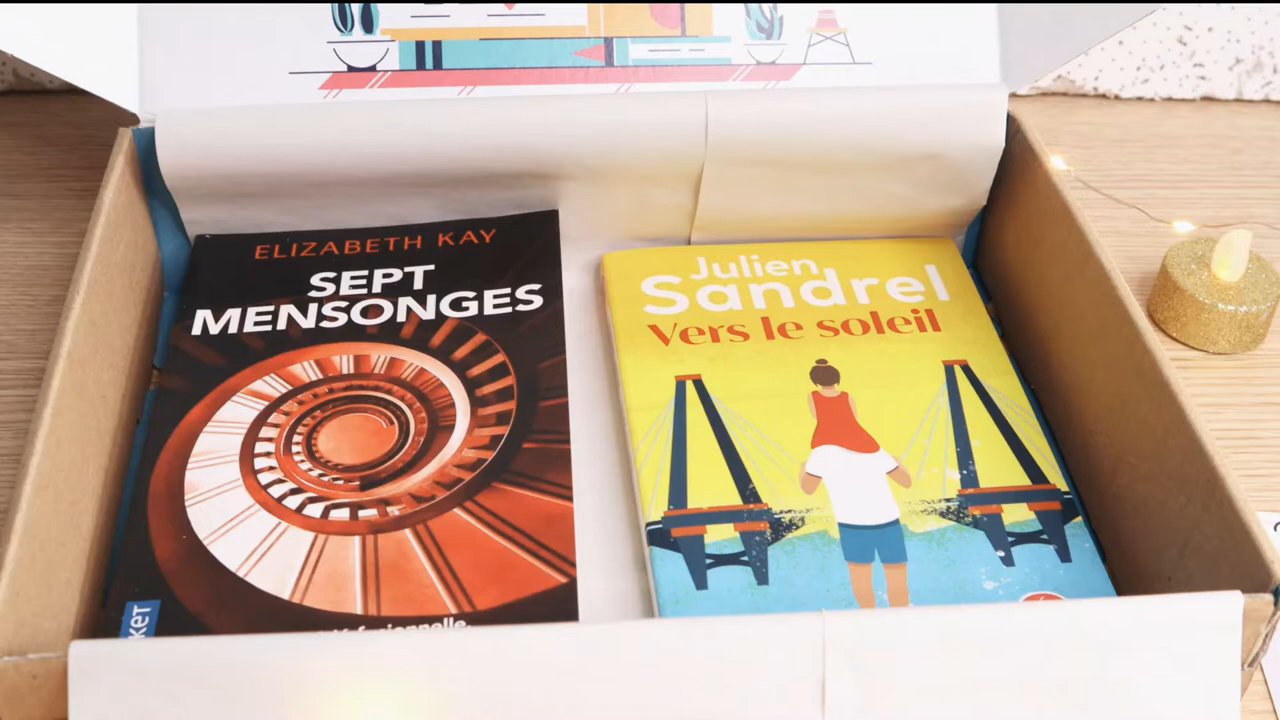 ELIZABETH KAY
SEPT
MENSONGES
Julien
Sandrel
Vers le soleil